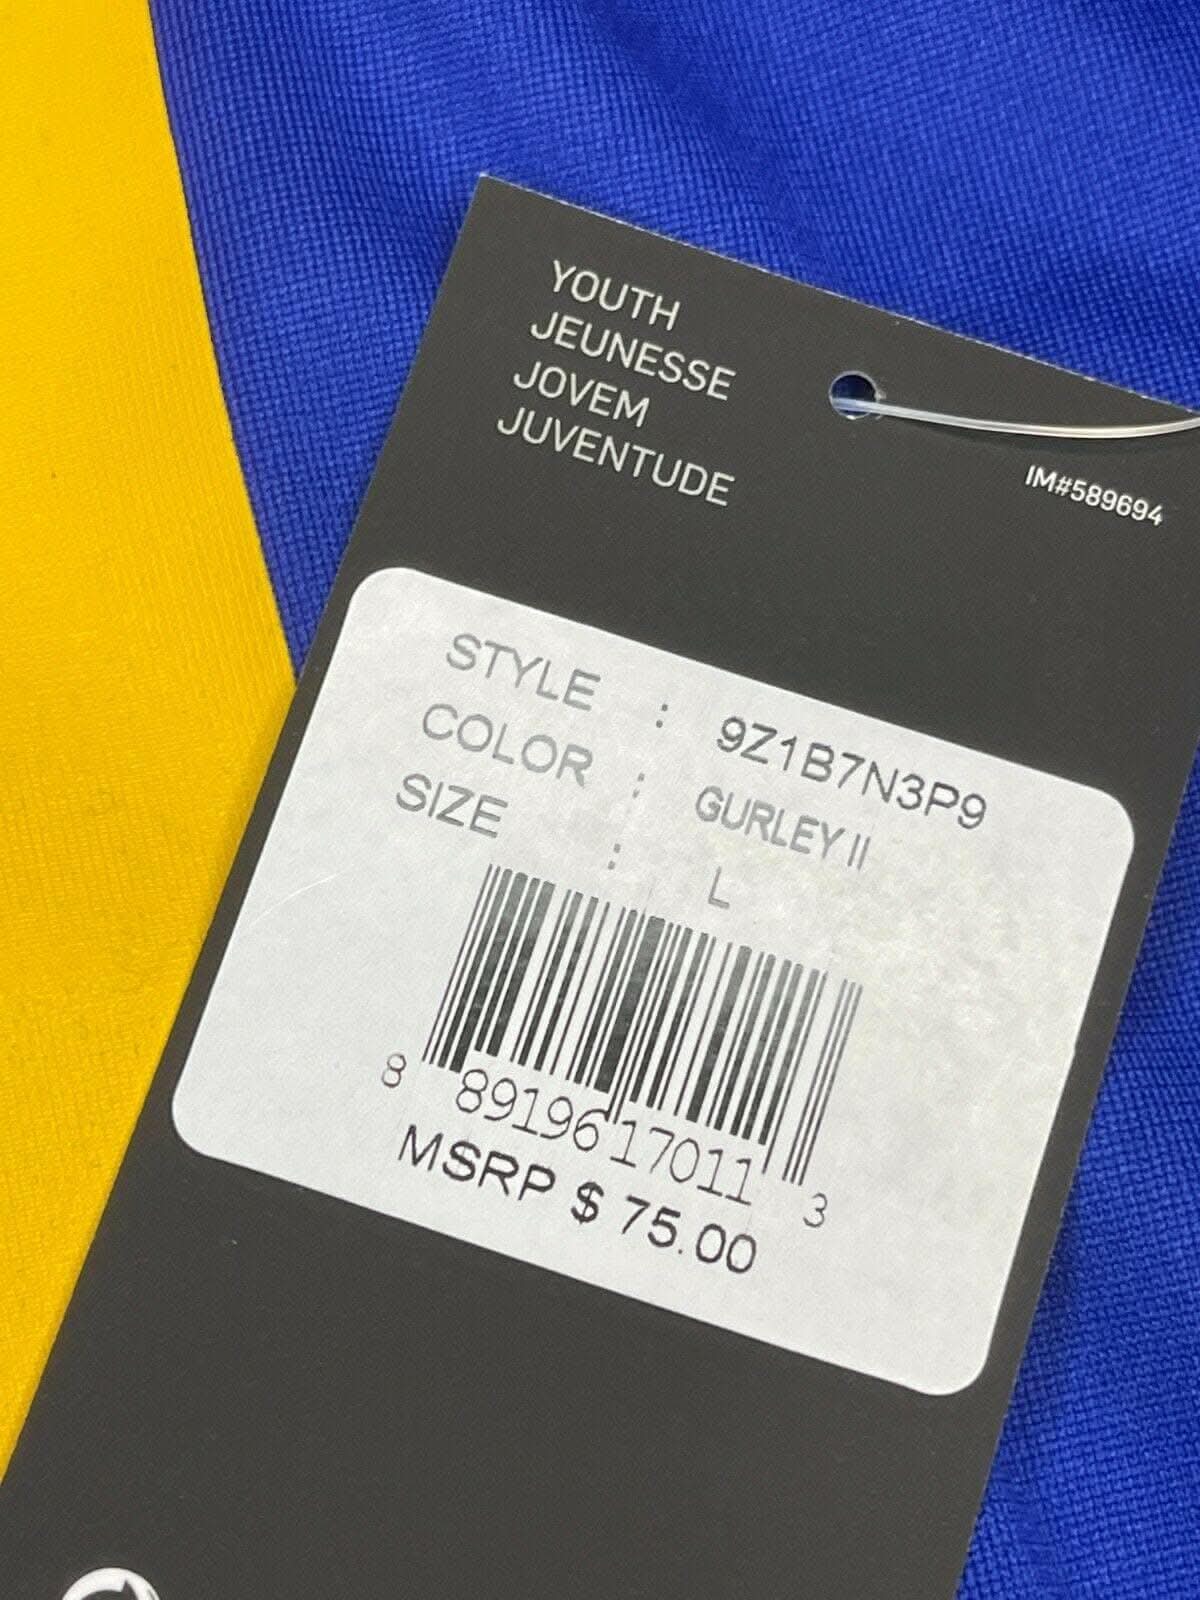 YOUTH
JEUNESSE
JOVEM
JUVENTUDE
IM#589694
STYLE : 9Z1B7N3P9
COLOR : GURLEY II
SIZE : L
8 89196 17011 3
MSRP $ 75.00